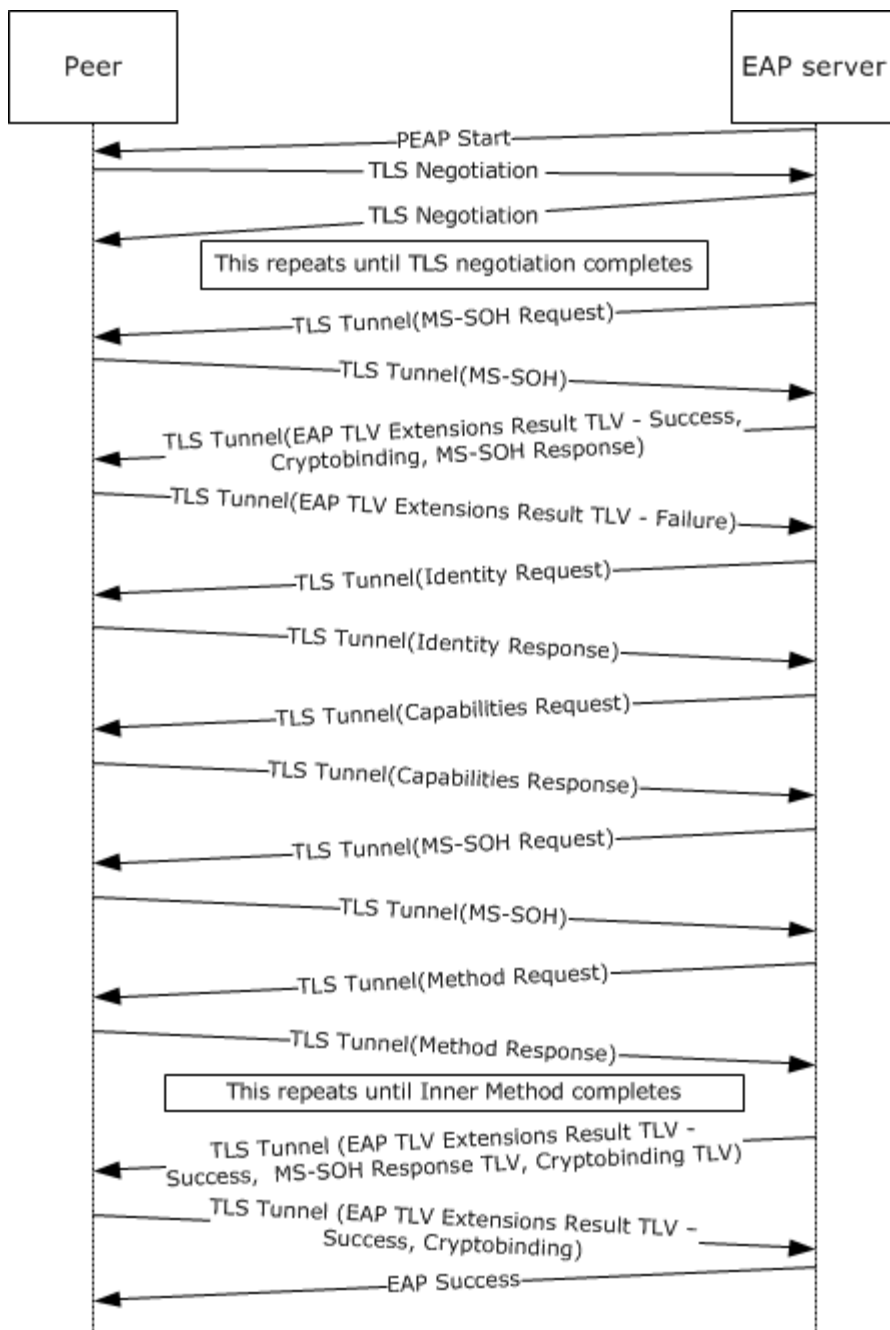 Peer
EAP server
PEAP Start
TLS Negotiation
TLS Negotiation
This repeats until TLS negotiation completes
TLS Tunnel(MS-SOH Request)
TLS Tunnel(MS-SOH)
TLS Tunnel(EAP TLV Extensions Result TLV - Success,
Cryptobinding, MS-SOH Response)
TLS Tunnel(EAP TLV Extensions Result TLV - Failure)
TLS Tunnel(Identity Request)
TLS Tunnel(Identity Response)
TLS Tunnel(Capabilities Request)
TLS Tunnel(Capabilities Response)
TLS Tunnel(MS-SOH Request)
TLS Tunnel(MS-SOH)
TLS Tunnel(Method Request)
TLS Tunnel(Method Response)
This repeats until Inner Method completes
TLS Tunnel (EAP TLV Extensions Result TLV -
Success, MS-SOH Response TLV, Cryptobinding TLV)
TLS Tunnel (EAP TLV Extensions Result TLV –
Success, Cryptobinding)
EAP Success